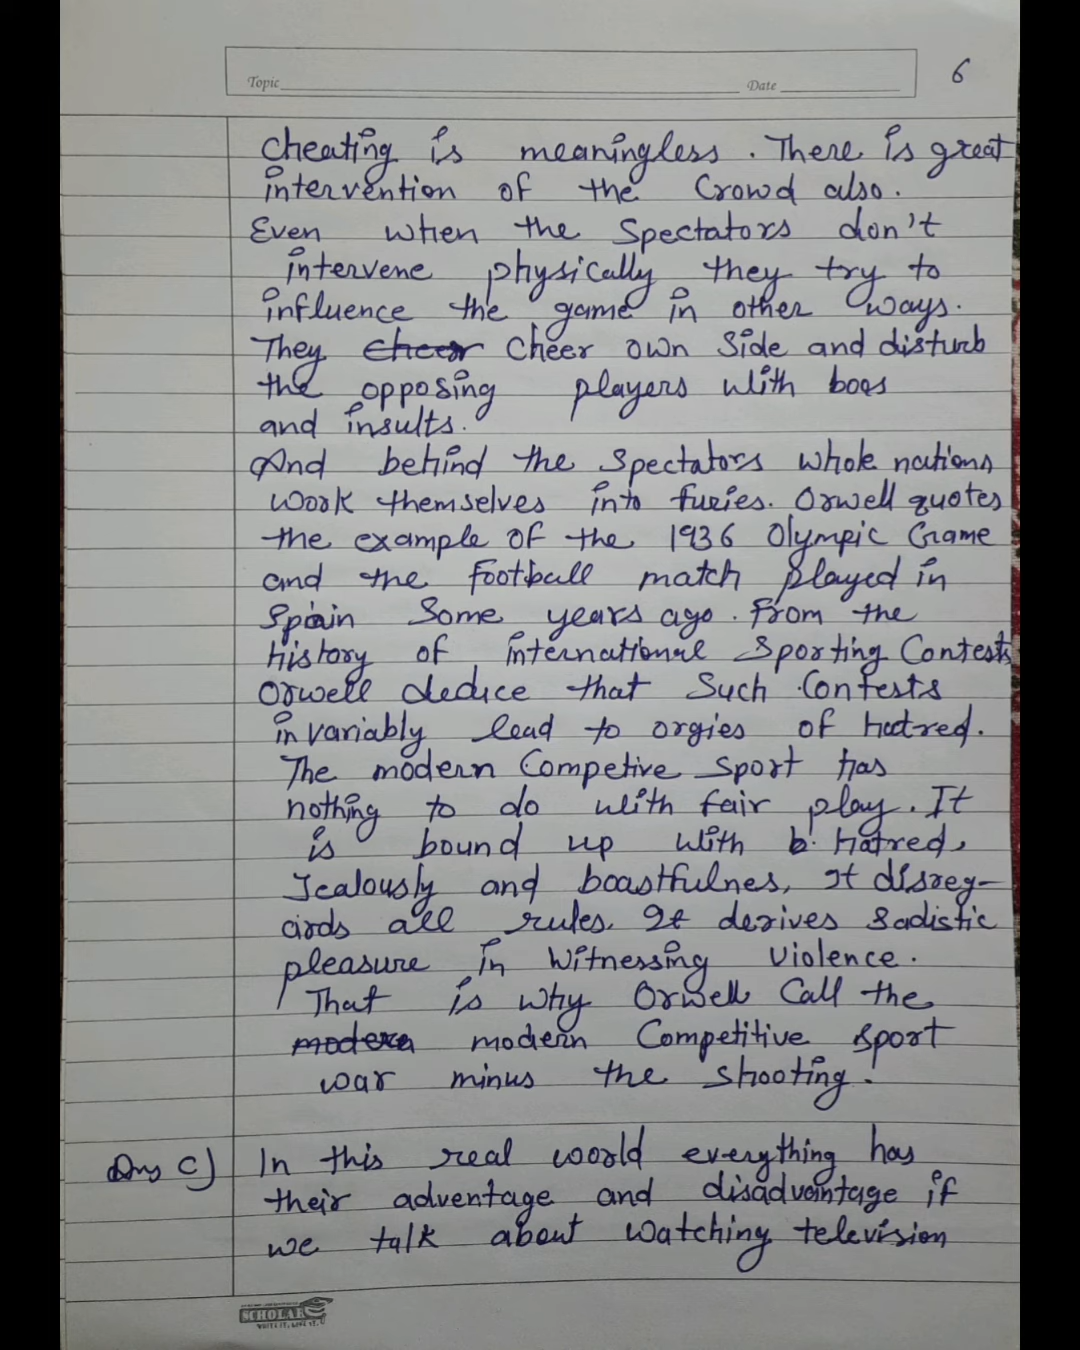 Topic Date 6
Cheating is meaningless. There is great
intervention of the Crowd also.
Even when the Spectators don't
intervene physically they try to
influence the game in other ways.
They Cheer Cheer own Side and disturb
the opposing players with boos
and insults.
And behind the Spectators whole nations
work themselves into furies. Orwell quotes
the example of the 1936 Olympic Game
and the football match played in
Spain Some years ago. From the
history of international Sporting Contests
Orwell deduce that Such Contests
invariably lead to orgies of hatred.
The modern Competive Sport has
nothing to do with fair play. It
is bound up with b. hatred,
Jealously and boastfulnes, It disreg-
ards all rules. It derives Sadistic
pleasure in Witnessing Violence.
That is why Orwell Call the
modern modern Competitive Sport
war minus the shooting.
Ans C) In this real world everything has
their adventage and disadvantage if
we talk about watching television
SCHOLAR
WRITE IT, LIVE IT.